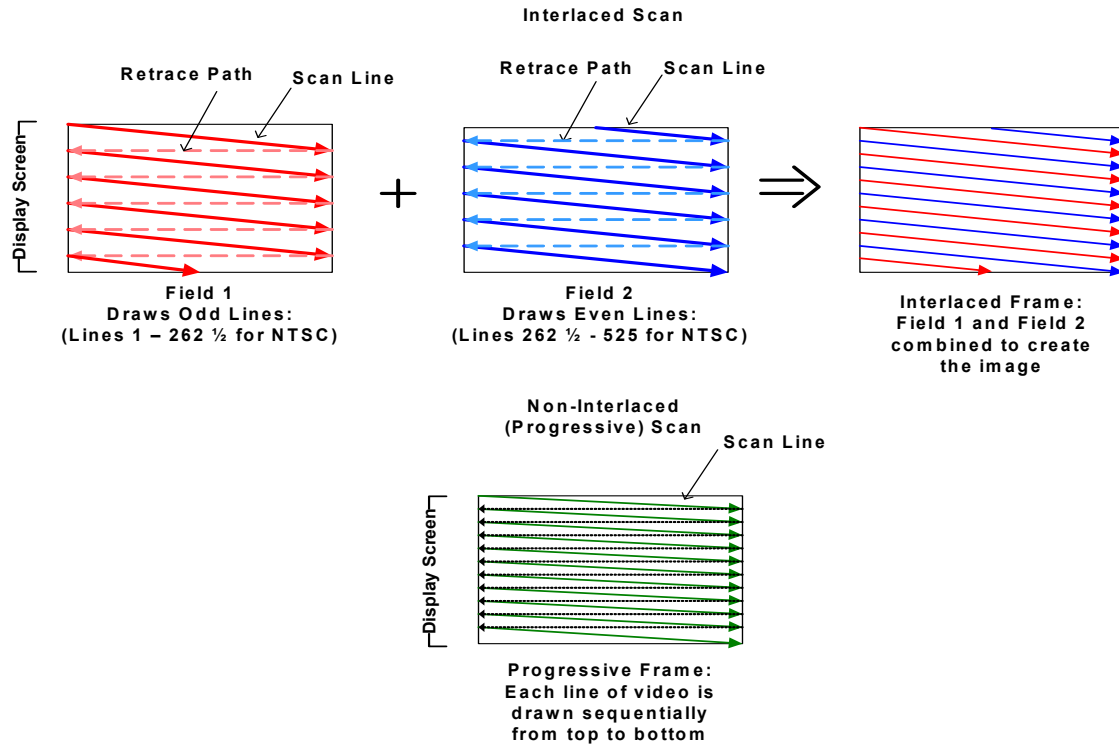 Interlaced Scan
Retrace Path
Scan Line
Display Screen
Field 1
Draws Odd Lines:
(Lines 1 – 262 ½ for NTSC)
Retrace Path
Scan Line
+
Field 2
Draws Even Lines:
(Lines 262 ½ - 525 for NTSC)
Interlaced Frame:
Field 1 and Field 2
combined to create
the image
Non-Interlaced
(Progressive) Scan
Scan Line
Display Screen
Progressive Frame:
Each line of video is
drawn sequentially
from top to bottom